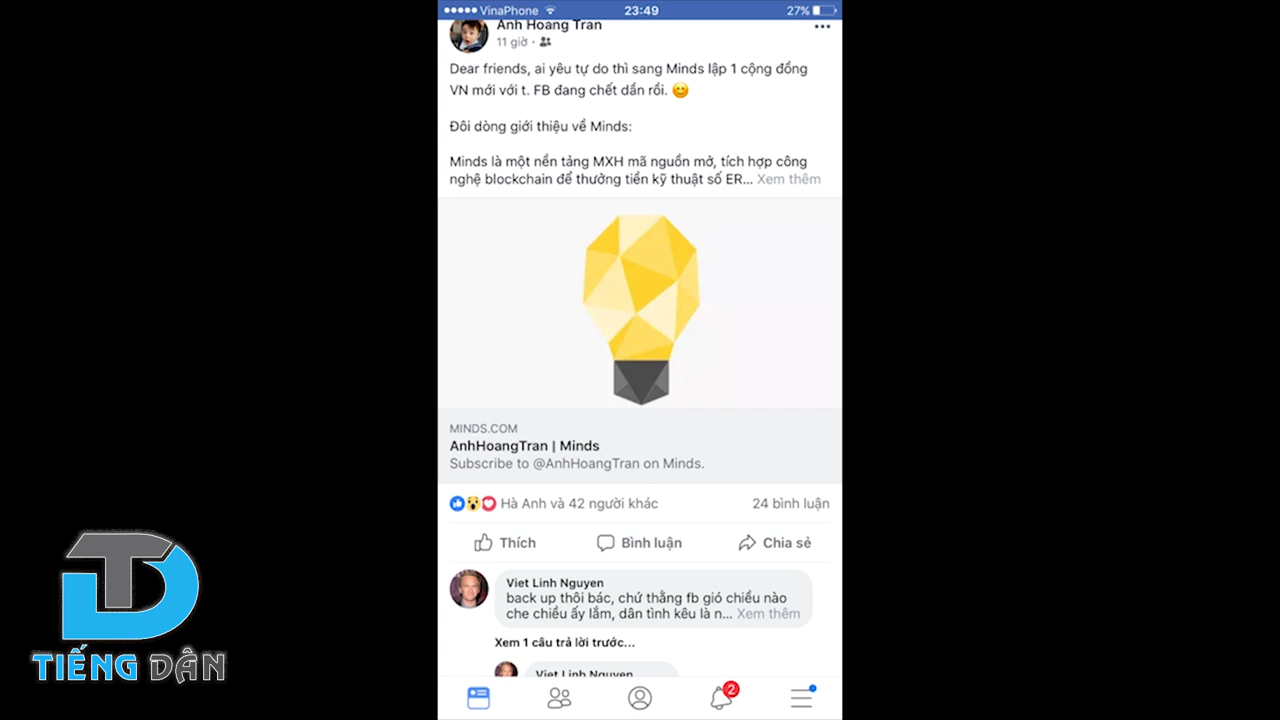 VinaPhone
23:49
27%
Anh Hoang Tran
11 giờ
Dear friends, ai yêu tự do thì sang Minds lập 1 cộng đồng
VN mới với t. FB đang chết dần rồi. 😊
Đôi dòng giới thiệu về Minds:
Minds là một nền tảng MXH mã nguồn mở, tích hợp công
nghệ blockchain để thưởng tiền kỹ thuật số ER... Xem thêm
MINDS.COM
AnhHoangTran | Minds
Subscribe to @AnhHoangTran on Minds.
Hà Anh và 42 người khác
24 bình luận
Thích
Bình luận
Chia sẻ
Viet Linh Nguyen
back up thôi bác, chứ thằng fb gió chiều nào
che chiều ấy lắm, dân tình kêu là n... Xem thêm
Xem 1 câu trả lời trước...
Viet Linh Nguyen
2
TD
TIẾNG DÂN